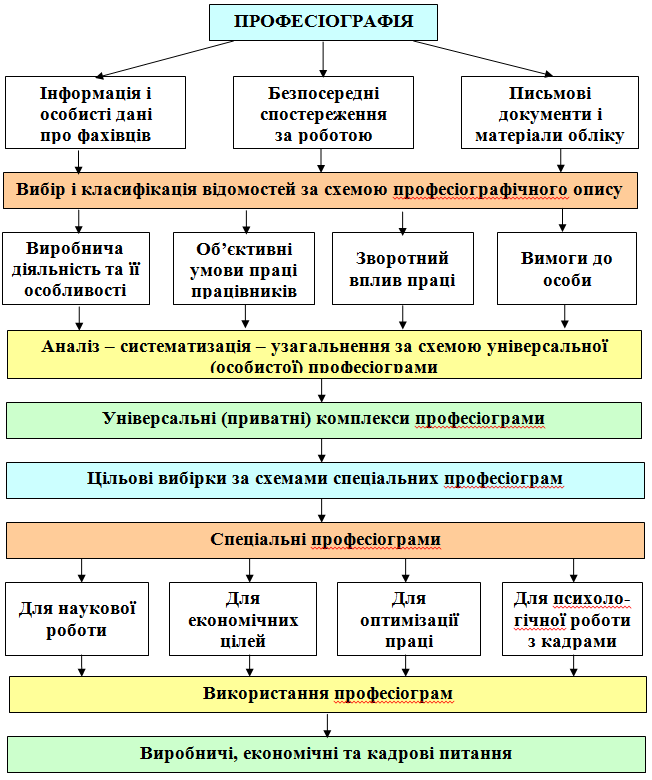 ПРОФЕСІОГРАФІЯ
Інформація і
особисті дані
про фахівців
Безпосередні
спостереження
за роботою
Письмові
документи і
матеріали обліку
Вибір і класифікація відомостей за схемою професіографічного опису
Виробнича
діяльність та її
особливості
Об’єктивні
умови праці
працівників
Зворотний
вплив праці
Вимоги до
особи
Аналіз – систематизація – узагальнення за схемою універсальної
(особистої) професіограми
Універсальні (приватні) комплекси професіограми
Цільові вибірки за схемами спеціальних професіограм
Спеціальні професіограми
Для наукової
роботи
Для
економічних
цілей
Для
оптимізації
праці
Для психоло-
гічної роботи
з кадрами
Використання професіограм
Виробничі, економічні та кадрові питання